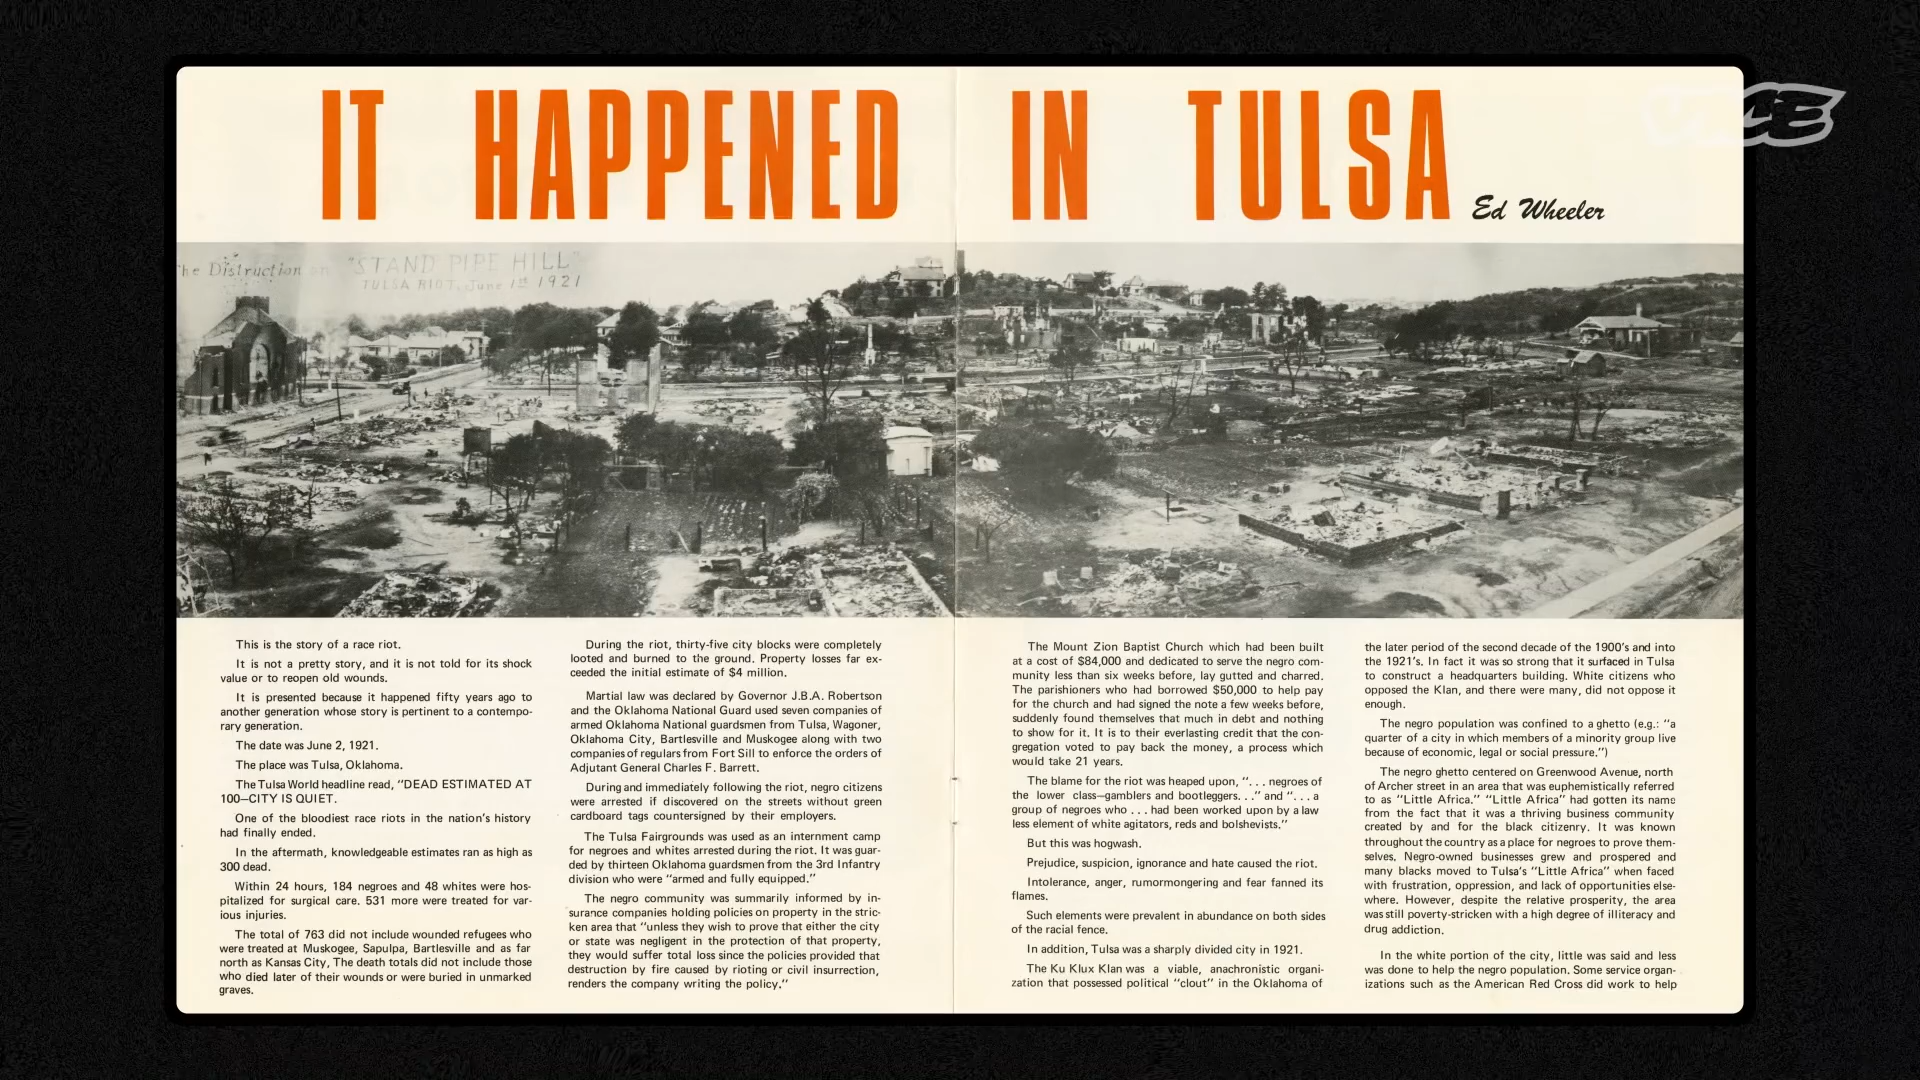 IT HAPPENED IN TULSA
Ed Wheeler
VICE
he Distruction on "STAND PIPE HILL"
TULSA RIOT, June 1st 1921
This is the story of a race riot.
It is not a pretty story, and it is not told for its shock
value or to reopen old wounds.
It is presented because it happened fifty years ago to
another generation whose story is pertinent to a contempo-
rary generation.
The date was June 2, 1921.
The place was Tulsa, Oklahoma.
The Tulsa World headline read, "DEAD ESTIMATED AT
100—CITY IS QUIET.
One of the bloodiest race riots in the nation's history
had finally ended.
In the aftermath, knowledgeable estimates ran as high as
300 dead.
Within 24 hours, 184 negroes and 48 whites were hos-
pitalized for surgical care. 531 more were treated for var-
ious injuries.
The total of 763 did not include wounded refugees who
were treated at Muskogee, Sapulpa, Bartlesville and as far
north as Kansas City, The death totals did not include those
who died later of their wounds or were buried in unmarked
graves.
During the riot, thirty-five city blocks were completely
looted and burned to the ground. Property losses far ex-
ceeded the initial estimate of $4 million.
Martial law was declared by Governor J.B.A. Robertson
and the Oklahoma National Guard used seven companies of
armed Oklahoma National guardsmen from Tulsa, Wagoner,
Oklahoma City, Bartlesville and Muskogee along with two
companies of regulars from Fort Sill to enforce the orders of
Adjutant General Charles F. Barrett.
During and immediately following the riot, negro citizens
were arrested if discovered on the streets without green
cardboard tags countersigned by their employers.
The Tulsa Fairgrounds was used as an internment camp
for negroes and whites arrested during the riot. It was guar-
ded by thirteen Oklahoma guardsmen from the 3rd Infantry
division who were "armed and fully equipped."
The negro community was summarily informed by in-
surance companies holding policies on property in the stric-
ken area that "unless they wish to prove that either the city
or state was negligent in the protection of that property,
they would suffer total loss since the policies provided that
destruction by fire caused by rioting or civil insurrection,
renders the company writing the policy."
The Mount Zion Baptist Church which had been built
at a cost of $84,000 and dedicated to serve the negro com-
munity less than six weeks before, lay gutted and charred.
The parishioners who had borrowed $50,000 to help pay
for the church and had signed the note a few weeks before,
suddenly found themselves that much in debt and nothing
to show for it. It is to their everlasting credit that the con-
gregation voted to pay back the money, a process which
would take 21 years.
The blame for the riot was heaped upon, ". . . negroes of
the lower class—gamblers and bootleggers. . ." and ". . . a
group of negroes who . . . had been worked upon by a law
less element of white agitators, reds and bolshevists."
But this was hogwash.
Prejudice, suspicion, ignorance and hate caused the riot.
Intolerance, anger, rumormongering and fear fanned its
flames.
Such elements were prevalent in abundance on both sides
of the racial fence.
In addition, Tulsa was a sharply divided city in 1921.
The Ku Klux Klan was a viable, anachronistic organi-
zation that possessed political "clout" in the Oklahoma of
the later period of the second decade of the 1900's and into
the 1921's. In fact it was so strong that it surfaced in Tulsa
to construct a headquarters building. White citizens who
opposed the Klan, and there were many, did not oppose it
enough.
The negro population was confined to a ghetto (e.g.: "a
quarter of a city in which members of a minority group live
because of economic, legal or social pressure.")
The negro ghetto centered on Greenwood Avenue, north
of Archer street in an area that was euphemistically referred
to as "Little Africa." "Little Africa" had gotten its name
from the fact that it was a thriving business community
created by and for the black citizenry. It was known
throughout the country as a place for negroes to prove them-
selves. Negro-owned businesses grew and prospered and
many blacks moved to Tulsa's "Little Africa" when faced
with frustration, oppression, and lack of opportunities else-
where. However, despite the relative prosperity, the area
was still poverty-stricken with a high degree of illiteracy and
drug addiction.
In the white portion of the city, little was said and less
was done to help the negro population. Some service organ-
izations such as the American Red Cross did work to help